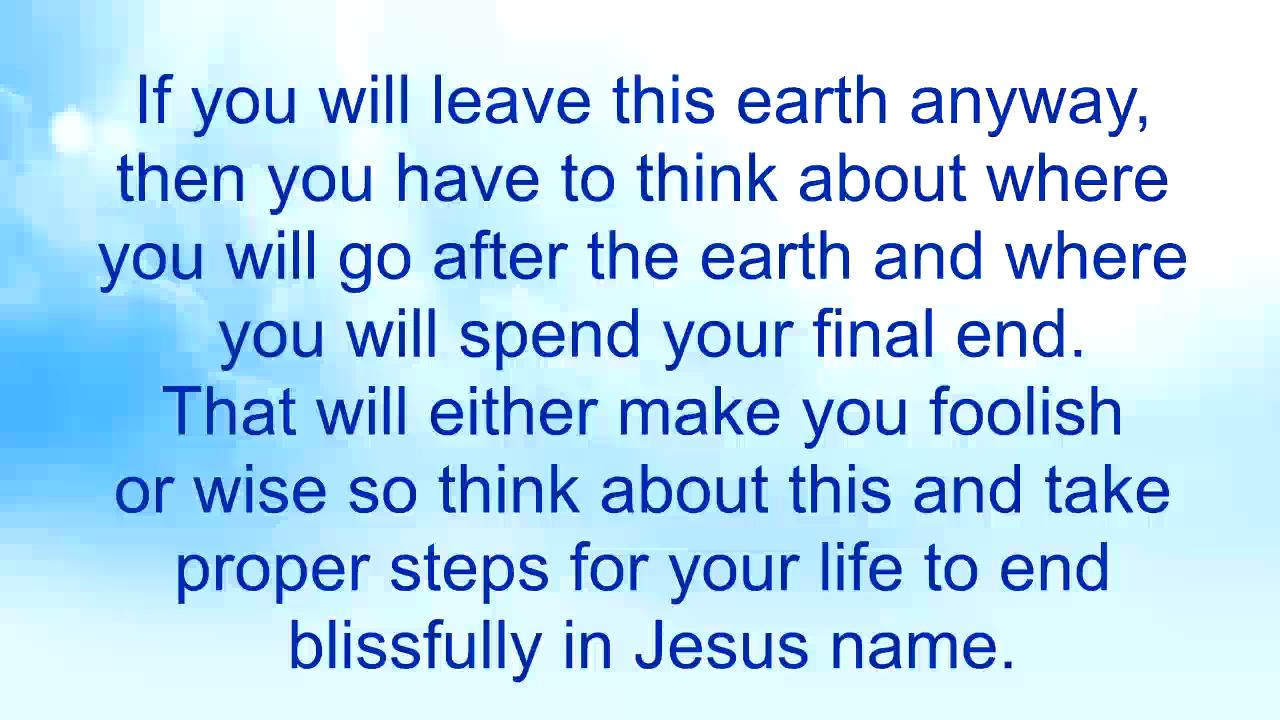 If you will leave this earth anyway,
then you have to think about where
you will go after the earth and where
you will spend your final end.
That will either make you foolish
or wise so think about this and take
proper steps for your life to end
blissfully in Jesus name.